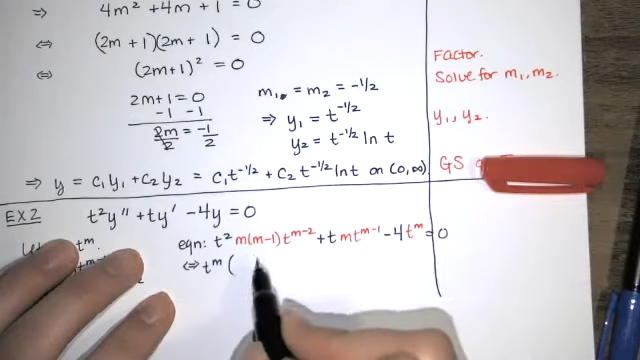 ⇒ 4m² + 4m + 1 = 0
⇔ (2m + 1)(2m + 1) = 0
⇔ (2m+1)² = 0
2m+1 = 0
-1 -1
2m/2 = -1/2
m₁ = m₂ = -1/2
⇒ y₁ = t^(-1/2)
y₂ = t^(-1/2) ln t
⇒ y = c₁y₁ + c₂y₂ = c₁t^(-1/2) + c₂t^(-1/2) ln t on (0,∞)
Factor.
Solve for m₁, m₂.
y₁, y₂.
GS
EX2 t²y'' + ty' - 4y = 0
Let t^m.
eqn: t² m(m-1)t^(m-2) + t mt^(m-1) - 4t^m = 0
⇔ t^m (